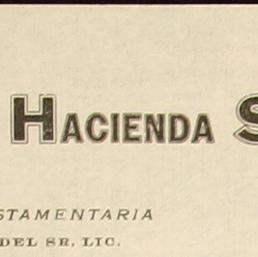 HACIENDA S
STAMENTARIA
DEL SR. LIC.